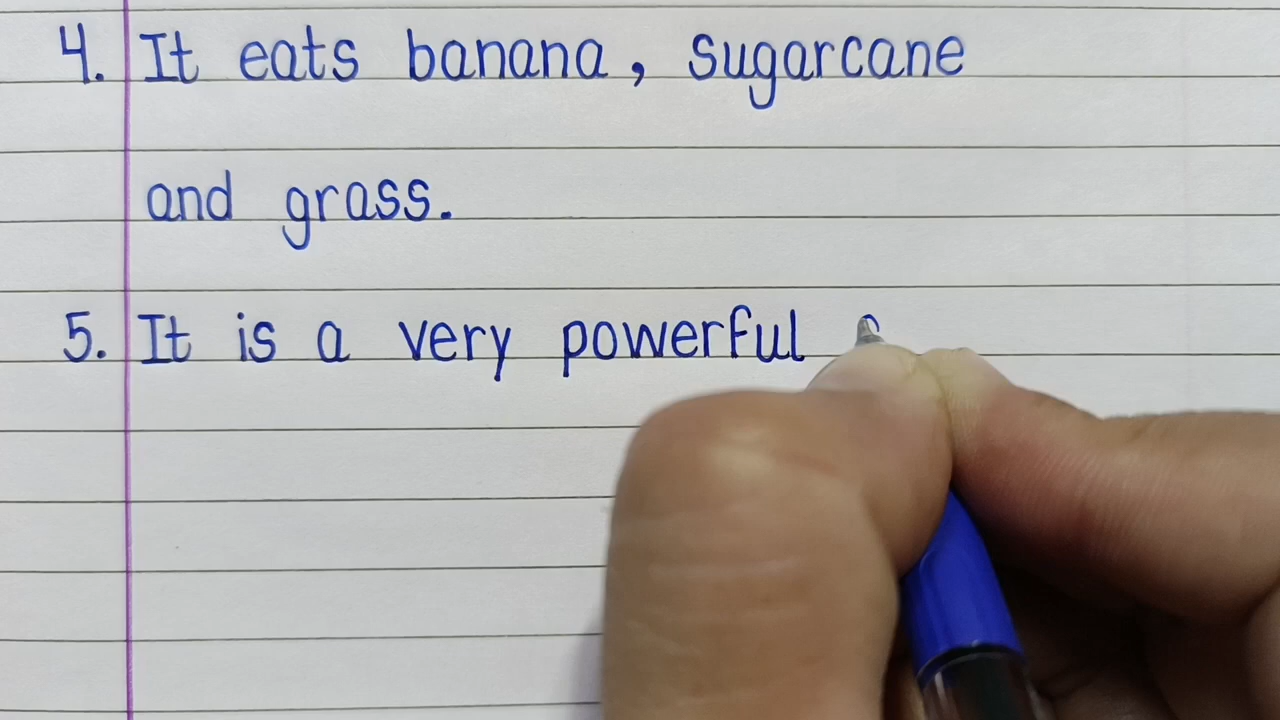 4. It eats banana, sugarcane
and grass.
5. It is a very powerful